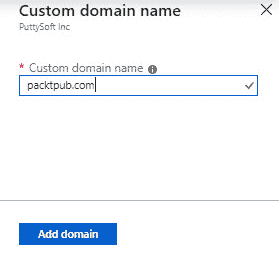 Custom domain name
PuttySoft Inc
* Custom domain name
packtpub.com
Add domain